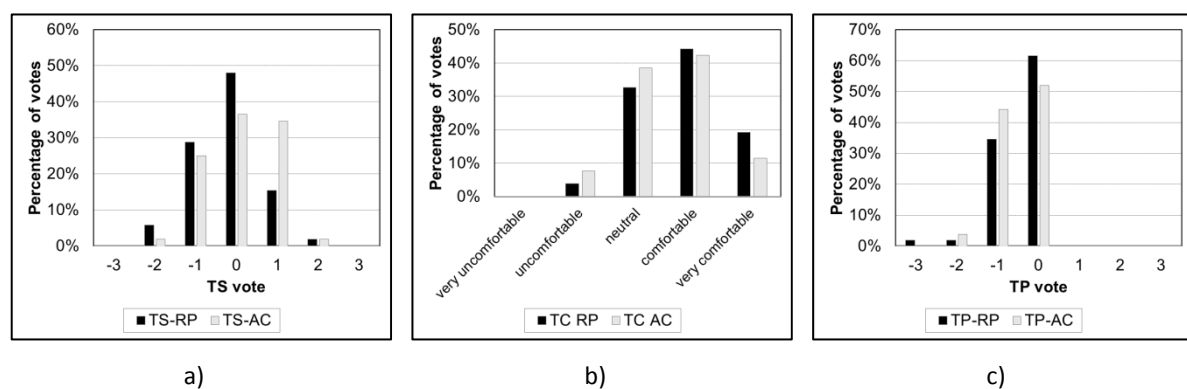 60%
50%
40%
30%
20%
10%
0%
Percentage of votes
-3 -2 -1 0 1 2 3
TS vote
TS-RP TS-AC
50%
40%
30%
20%
10%
0%
Percentage of votes
very uncomfortable
uncomfortable
neutral
comfortable
very comfortable
TC RP TC AC
70%
60%
50%
40%
30%
20%
10%
0%
Percentage of votes
-3 -2 -1 0 1 2 3
TP vote
TP-RP TP-AC
a) b) c)